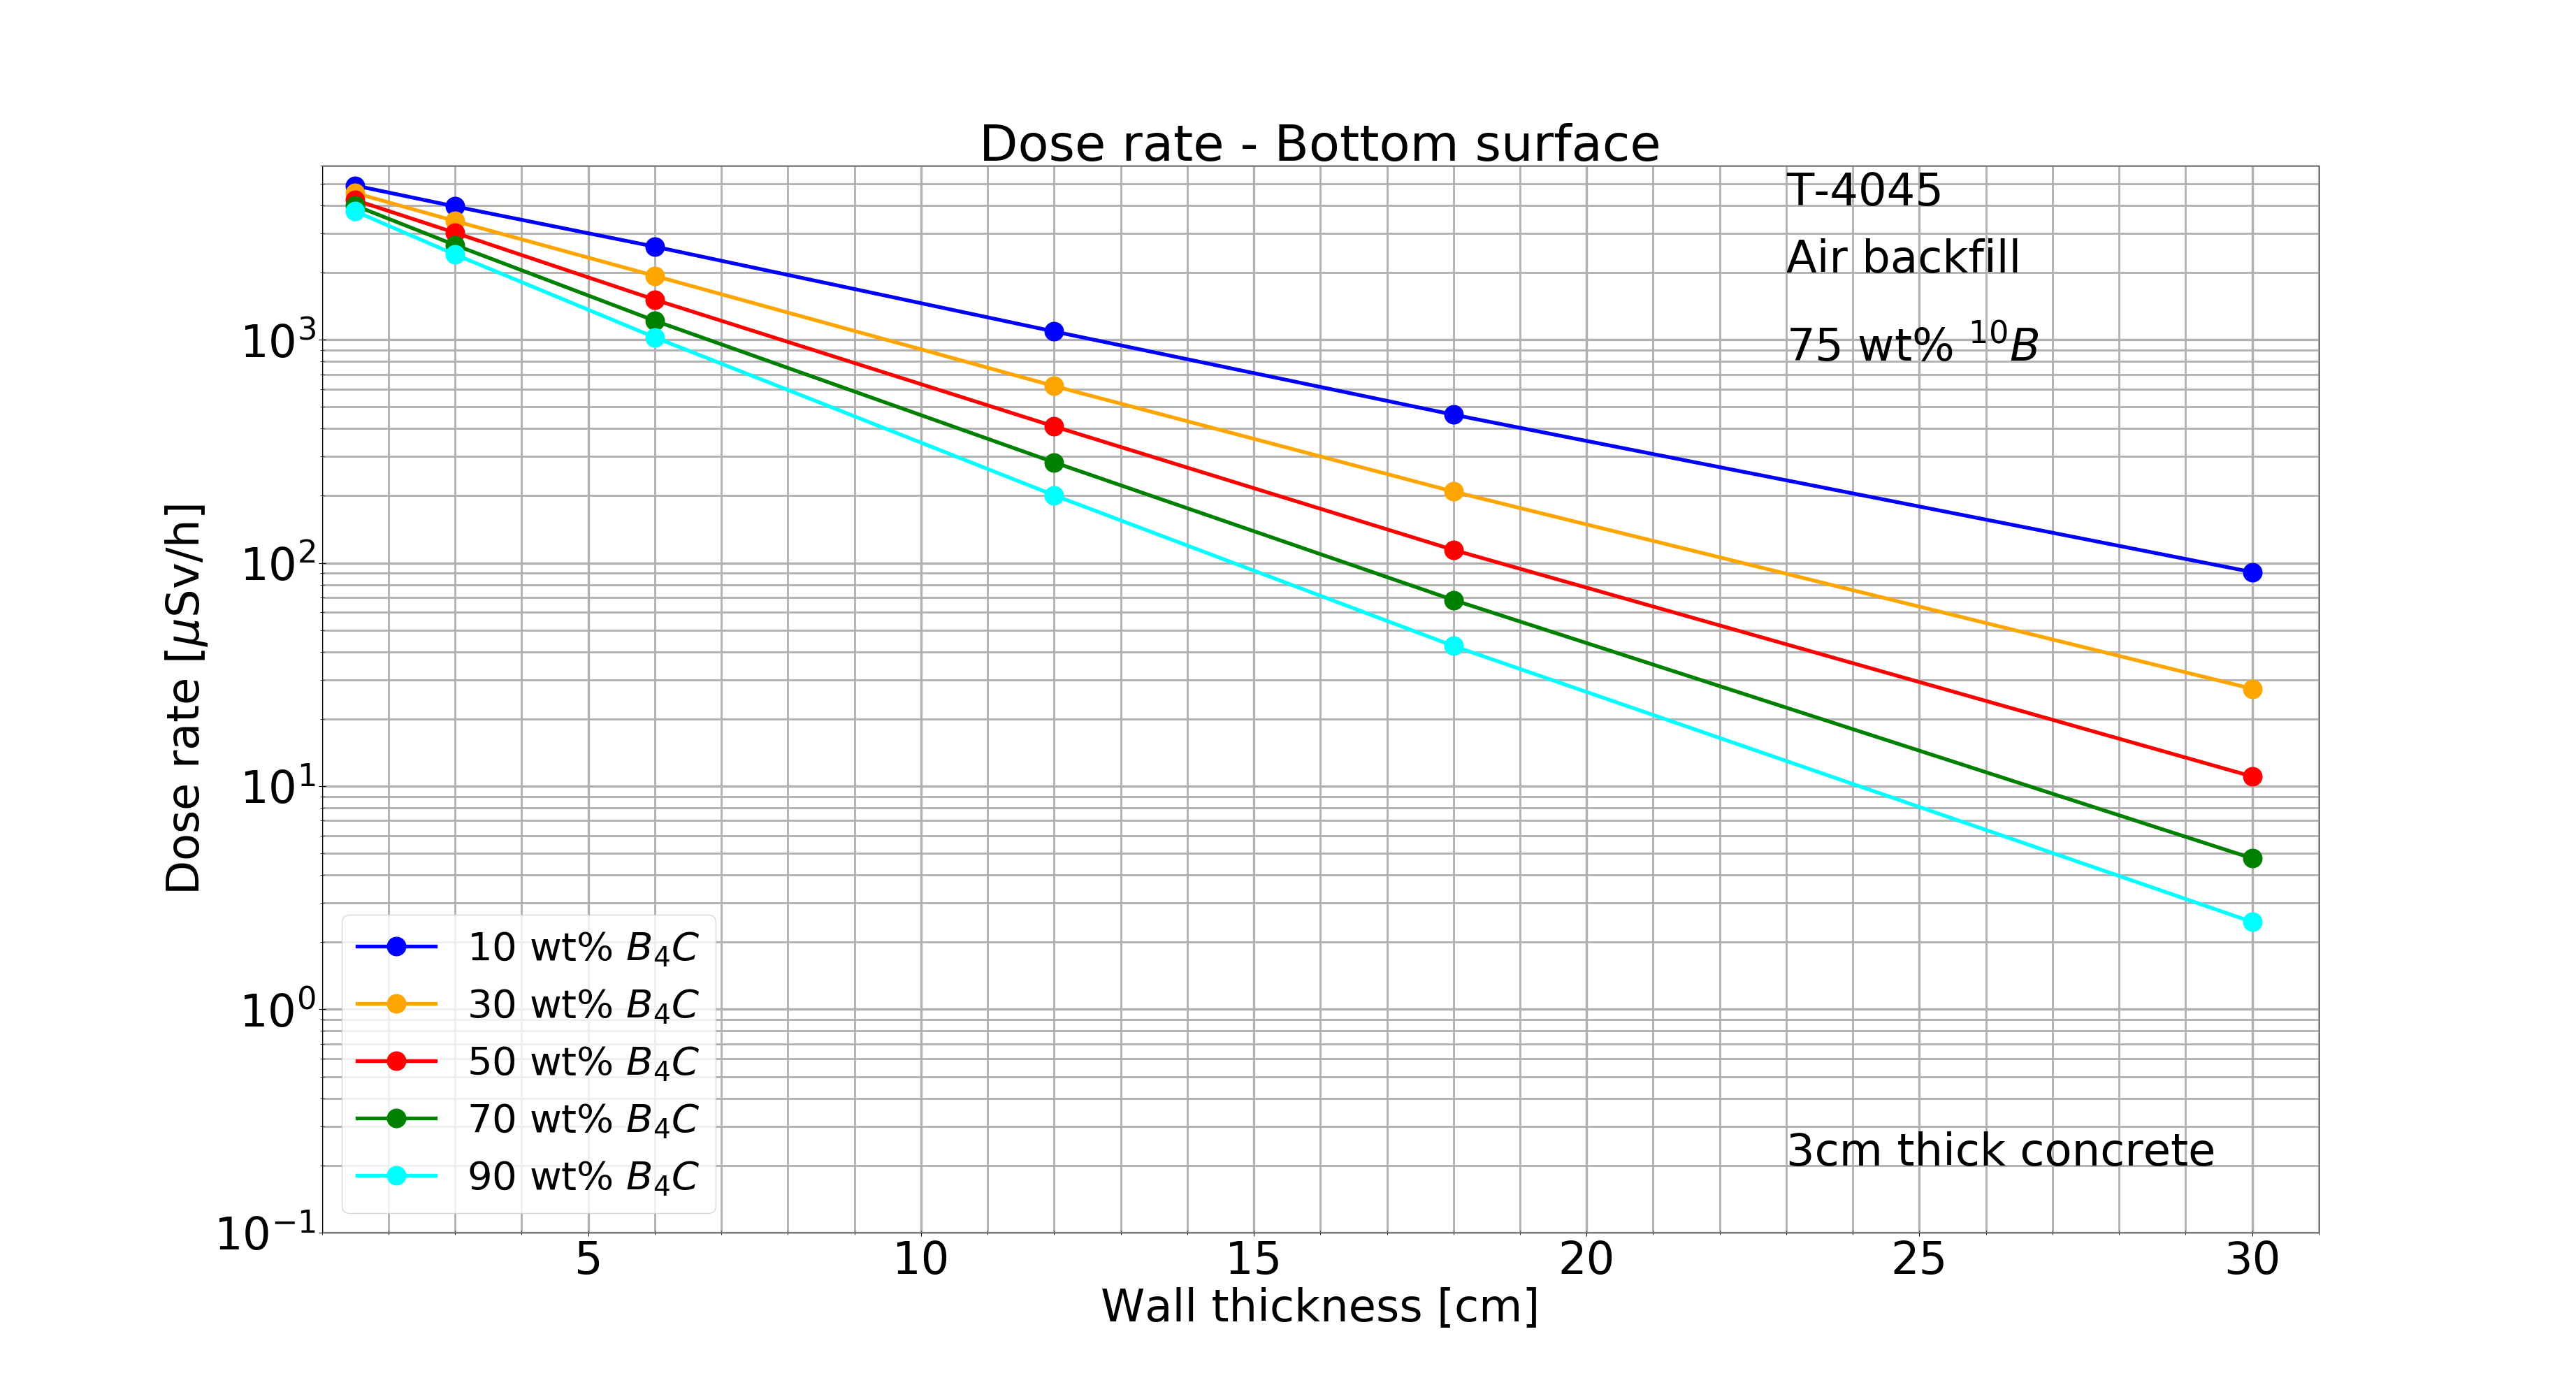 Dose rate - Bottom surface
T-4045
Air backfill
75 wt% ¹⁰B
10³
10²
10¹
10⁰
10⁻¹
Dose rate [μSv/h]
10 wt% B₄C
30 wt% B₄C
50 wt% B₄C
70 wt% B₄C
90 wt% B₄C
3cm thick concrete
5 10 15 20 25 30
Wall thickness [cm]